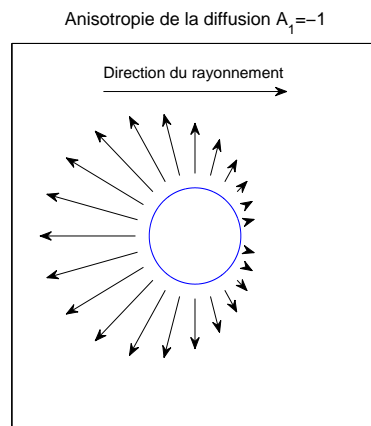 Anisotropie de la diffusion A₁=−1
Direction du rayonnement